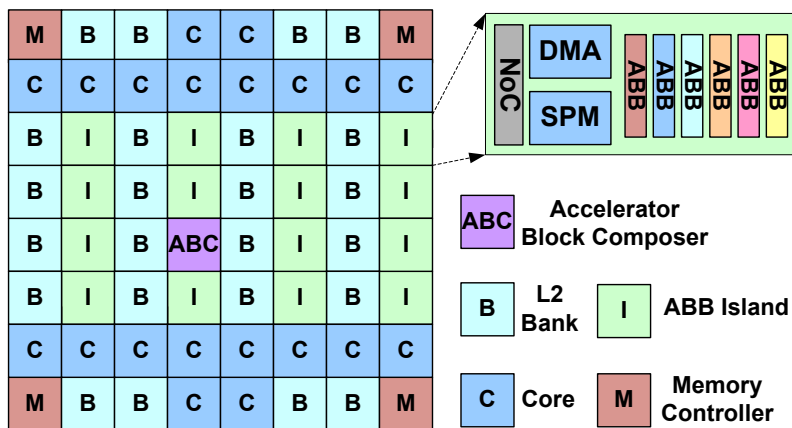 M B B C C B B M
C C C C C C C C
B I B I B I B I
B I B I B I B I
B I B ABC B I B I
B I B I B I B I
C C C C C C C C
M B B C C B B M
NoC
DMA
SPM
ABB ABB ABB ABB ABB ABB
ABC
Accelerator
Block Composer
B
L2
Bank
I
ABB Island
C
Core
M
Memory
Controller